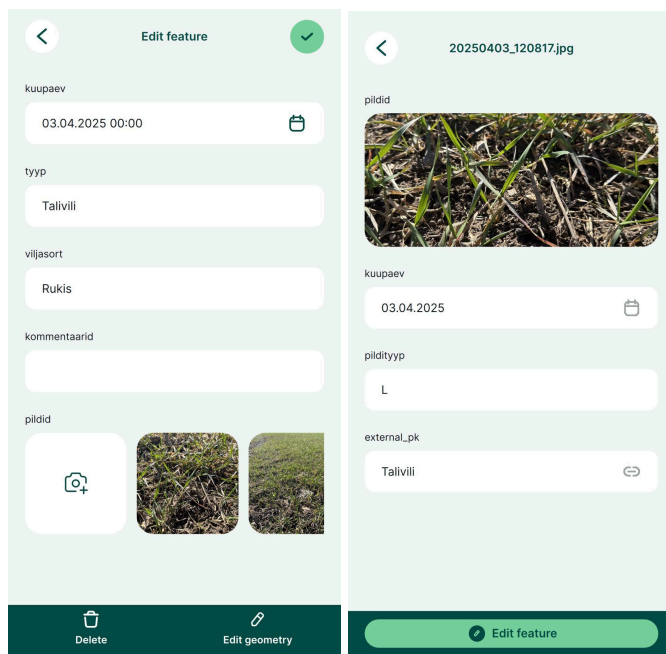 Edit feature
kuupaev
03.04.2025 00:00
tyyp
Talivili
viljasort
Rukis
kommentaarid
pildid
Delete
Edit geometry
20250403_120817.jpg
pildid
kuupaev
03.04.2025
pildityyp
L
external_pk
Talivili
Edit feature